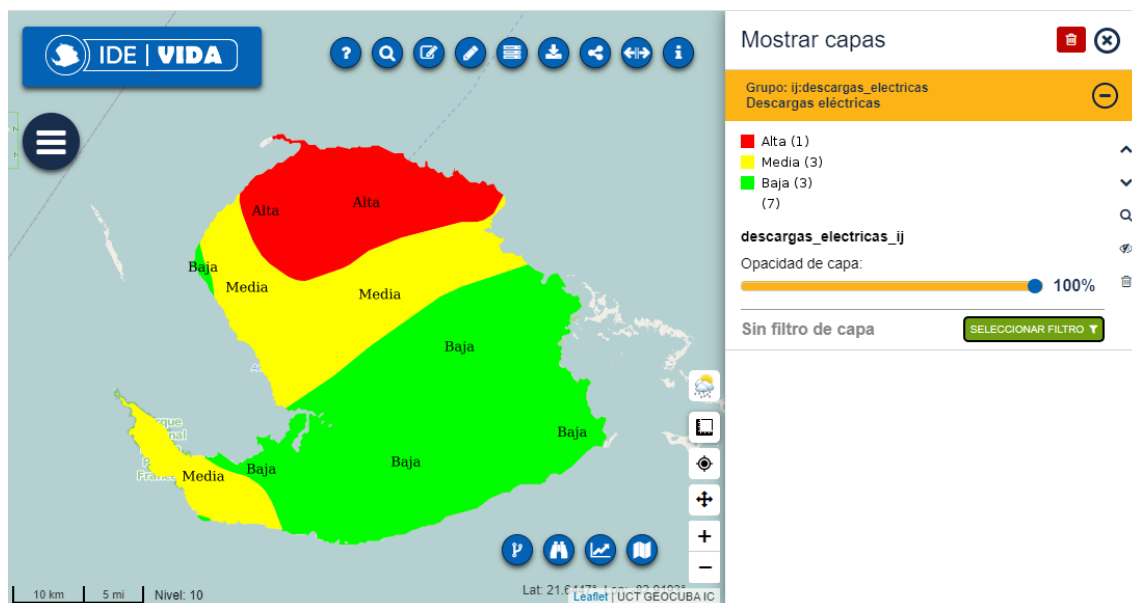 IDE | VIDA
?
i
Mostrar capas
Grupo: ij:descargas_electricas
Descargas eléctricas
Alta (1)
Media (3)
Baja (3)
(7)
descargas_electricas_ij
Opacidad de capa:
100%
Sin filtro de capa
SELECCIONAR FILTRO
Alta
Alta
Baja
Media
Media
Baja
Baja
Baja
Baja
Media
+
−
10 km
5 mi
Nivel: 10
Leaflet | UCT GEOCUBA IC